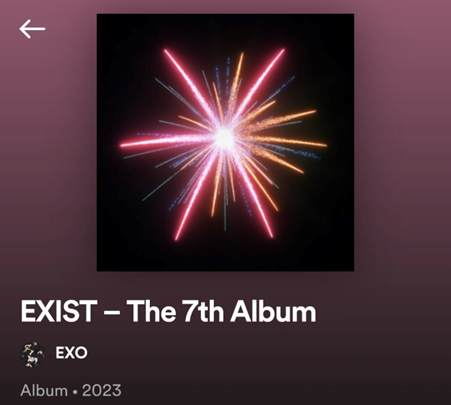 EXIST – The 7th Album
EXO
Album • 2023